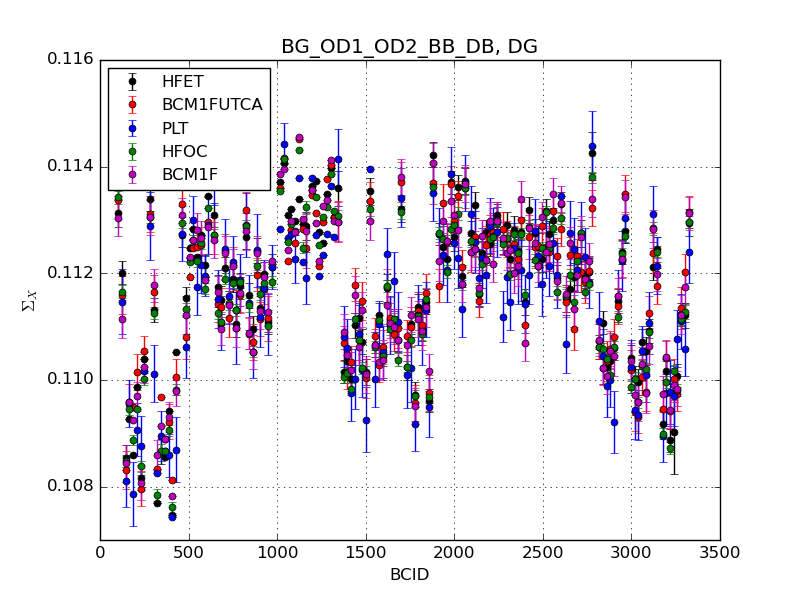 BG_OD1_OD2_BB_DB, DG
0.116
0.114
0.112
0.110
0.108
Σ_X
HFET
BCM1FUTCA
PLT
HFOC
BCM1F
0 500 1000 1500 2000 2500 3000 3500
BCID